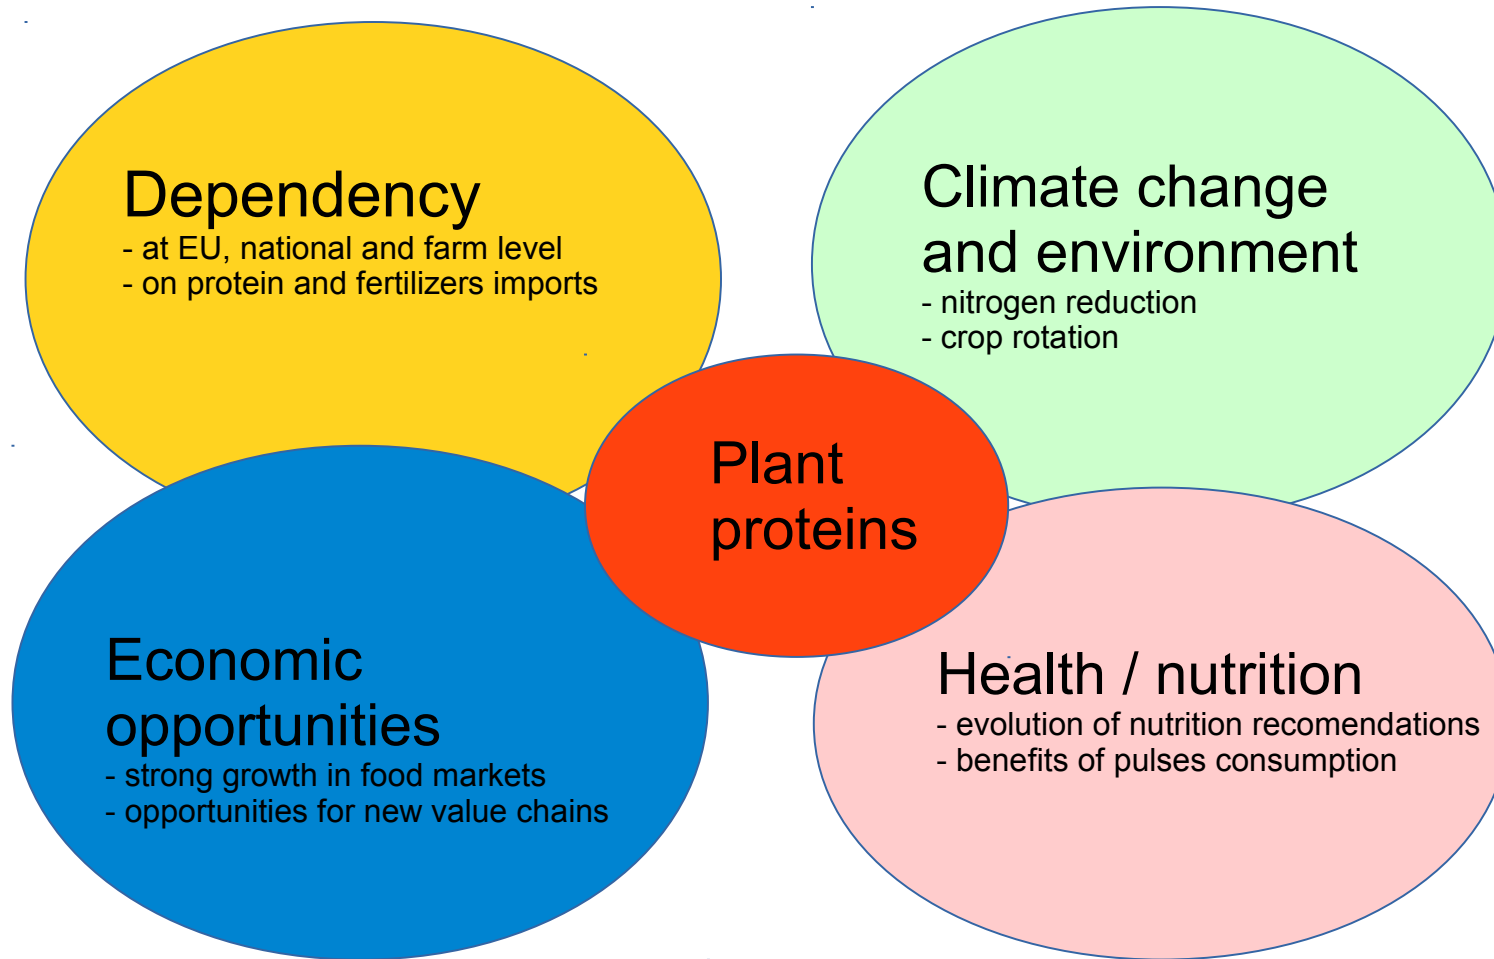 Dependency
- at EU, national and farm level
- on protein and fertilizers imports
Climate change
and environment
- nitrogen reduction
- crop rotation
Plant
proteins
Economic
opportunities
- strong growth in food markets
- opportunities for new value chains
Health / nutrition
- evolution of nutrition recomendations
- benefits of pulses consumption